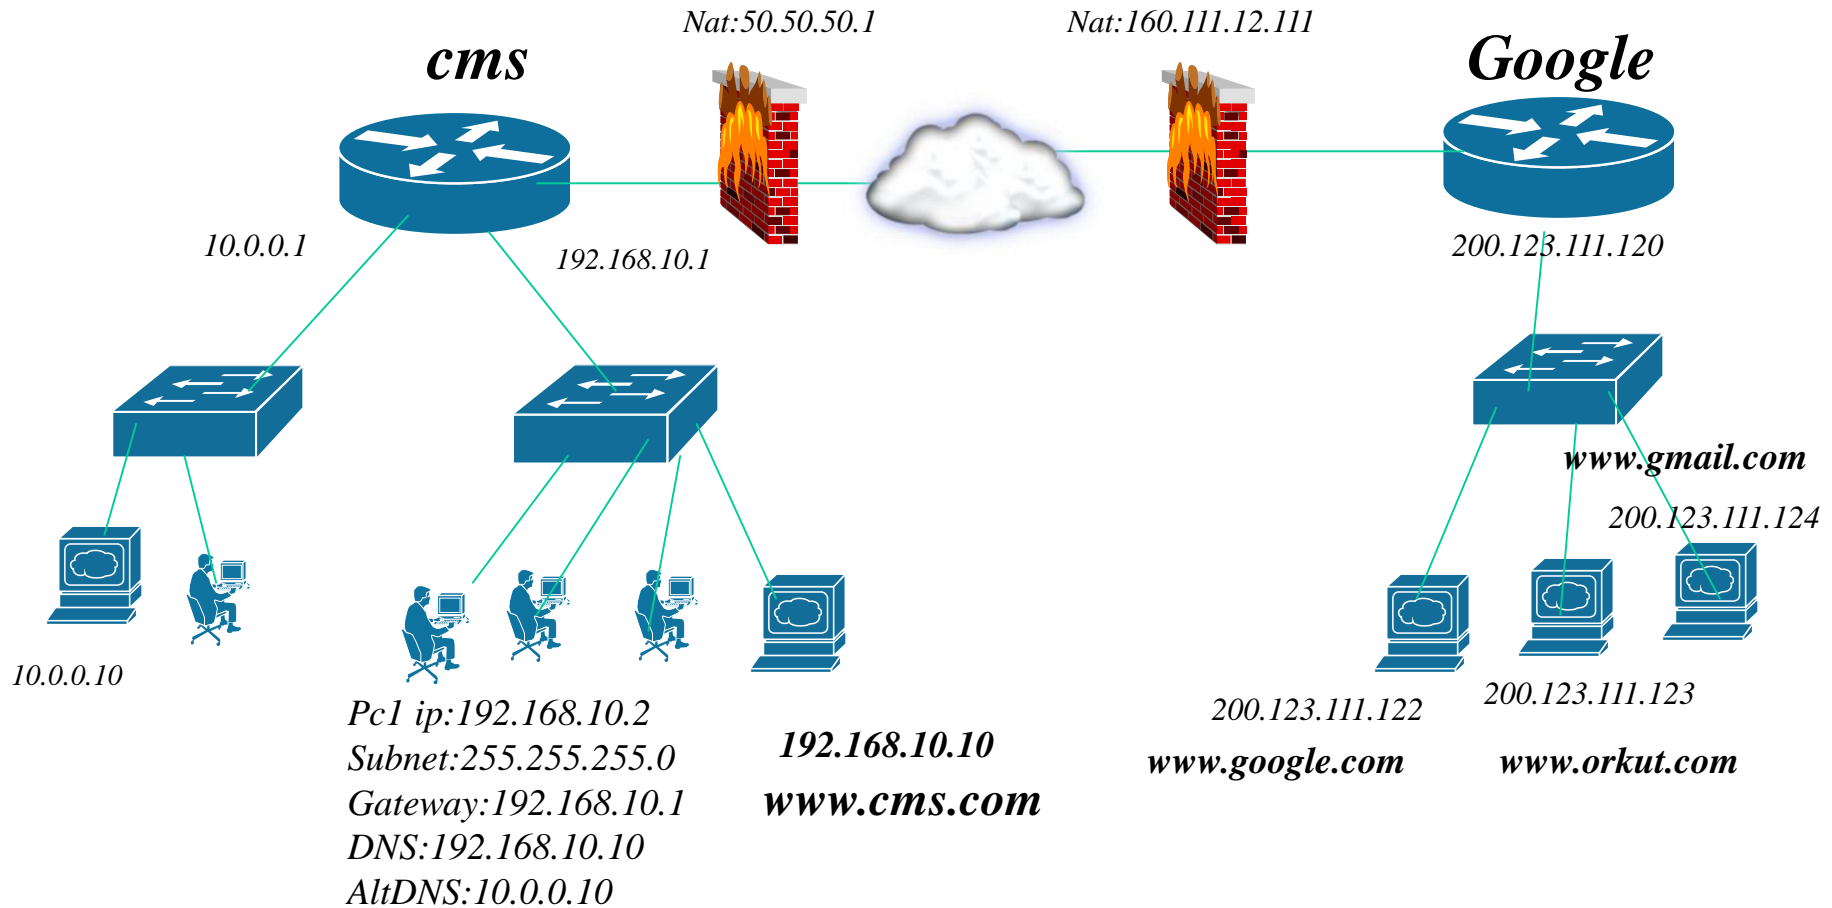 Nat:50.50.50.1
Nat:160.111.12.111
cms
Google
10.0.0.1
192.168.10.1
200.123.111.120
www.gmail.com
200.123.111.124
10.0.0.10
Pc1 ip:192.168.10.2
Subnet:255.255.255.0
Gateway:192.168.10.1
DNS:192.168.10.10
AltDNS:10.0.0.10
192.168.10.10
www.cms.com
200.123.111.122
www.google.com
200.123.111.123
www.orkut.com